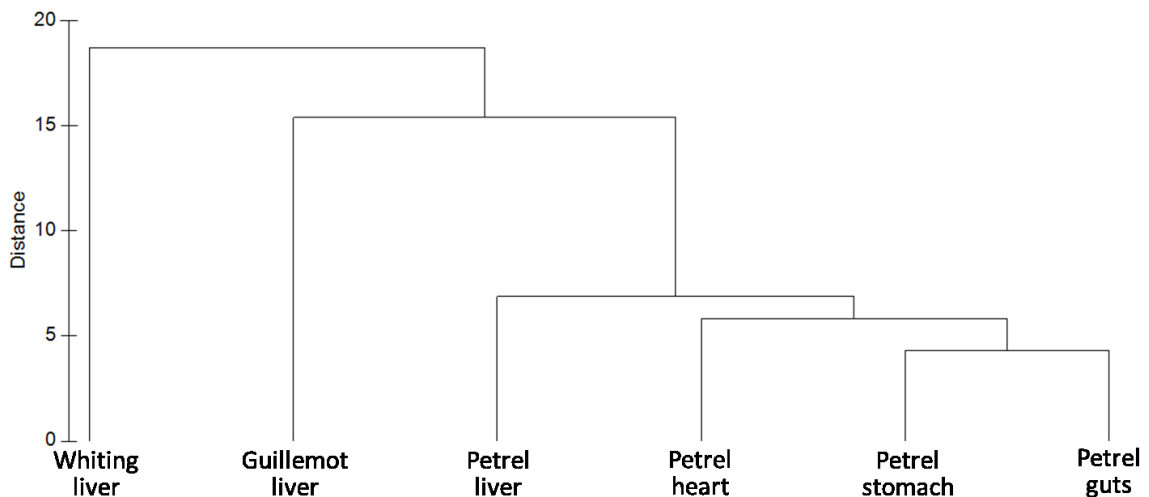 20
15
10
5
0
Distance
Whiting
liver
Guillemot
liver
Petrel
liver
Petrel
heart
Petrel
stomach
Petrel
guts